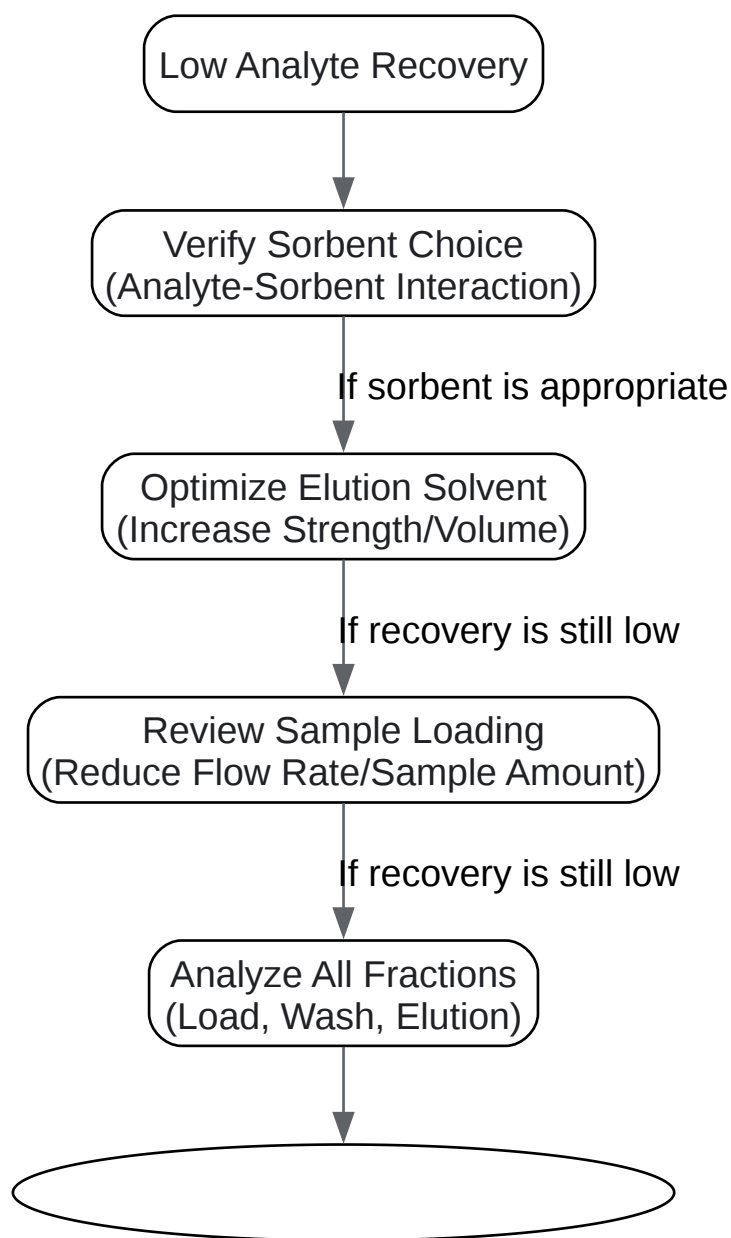 Low Analyte Recovery
Verify Sorbent Choice
(Analyte-Sorbent Interaction)
If sorbent is appropriate
Optimize Elution Solvent
(Increase Strength/Volume)
If recovery is still low
Review Sample Loading
(Reduce Flow Rate/Sample Amount)
If recovery is still low
Analyze All Fractions
(Load, Wash, Elution)